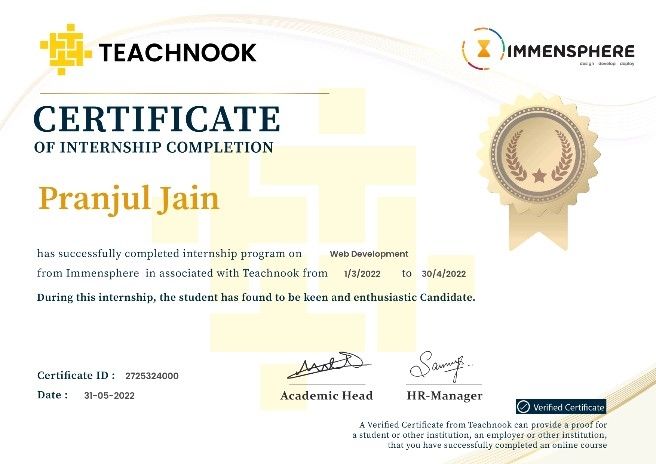 TEACHNOOK
IMMENSPHERE
design develop deploy
CERTIFICATE
OF INTERNSHIP COMPLETION
Pranjul Jain
has successfully completed internship program on Web Development
from Immensphere in associated with Teachnook from 1/3/2022 to 30/4/2022
During this internship, the student has found to be keen and enthusiastic Candidate.
Certificate ID : 2725324000
Date : 31-05-2022
Academic Head
HR-Manager
Verified Certificate
A Verified Certificate from Teachnook can provide a proof for
a student or other institution, an employer or other institution,
that you have successfully completed an online course